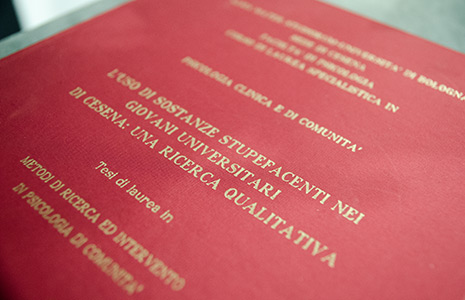 ALMA MATER STUDIORUM UNIVERSITA' DI BOLOGNA
SEDE DI CESENA
FACOLTA' DI PSICOLOGIA
CORSO DI LAUREA SPECIALISTICA IN
PSICOLOGIA CLINICA E DI COMUNITA'
L'USO DI SOSTANZE STUPEFACENTI NEI
GIOVANI UNIVERSITARI
DI CESENA: UNA RICERCA QUALITATIVA
Tesi di laurea in
METODI DI RICERCA ED INTERVENTO
IN PSICOLOGIA DI COMUNITA'